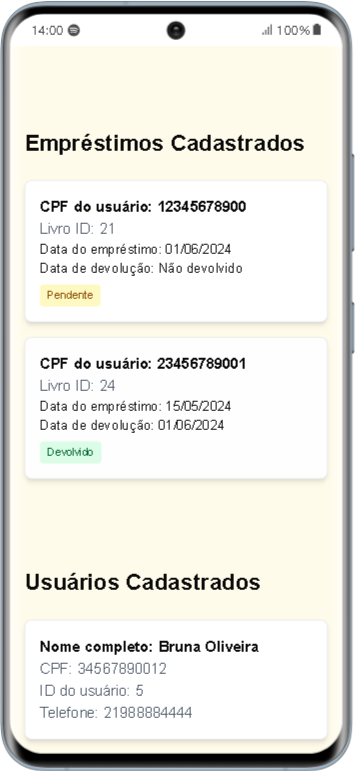 14:00 100%
Empréstimos Cadastrados
CPF do usuário: 12345678900
Livro ID: 21
Data do empréstimo: 01/06/2024
Data de devolução: Não devolvido
Pendente
CPF do usuário: 23456789001
Livro ID: 24
Data do empréstimo: 15/05/2024
Data de devolução: 01/06/2024
Devolvido
Usuários Cadastrados
Nome completo: Bruna Oliveira
CPF: 34567890012
ID do usuário: 5
Telefone: 21988884444